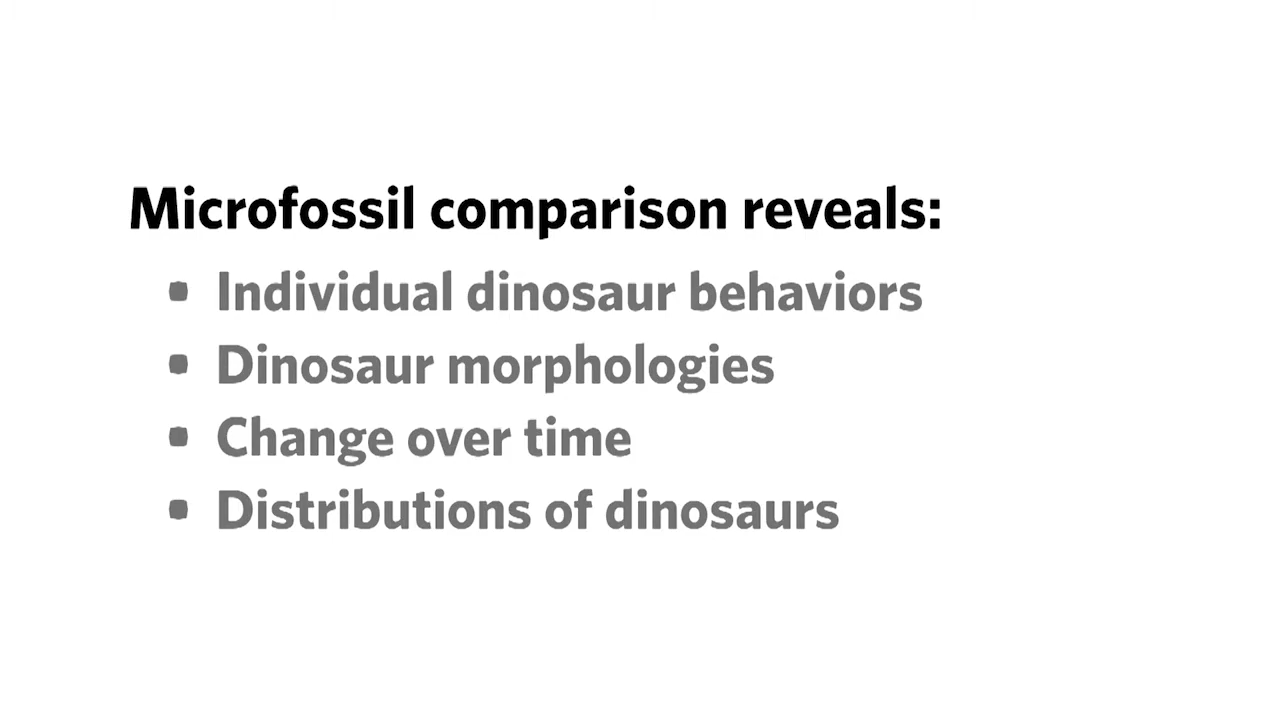 Microfossil comparison reveals:
▪ Individual dinosaur behaviors
▪ Dinosaur morphologies
▪ Change over time
▪ Distributions of dinosaurs